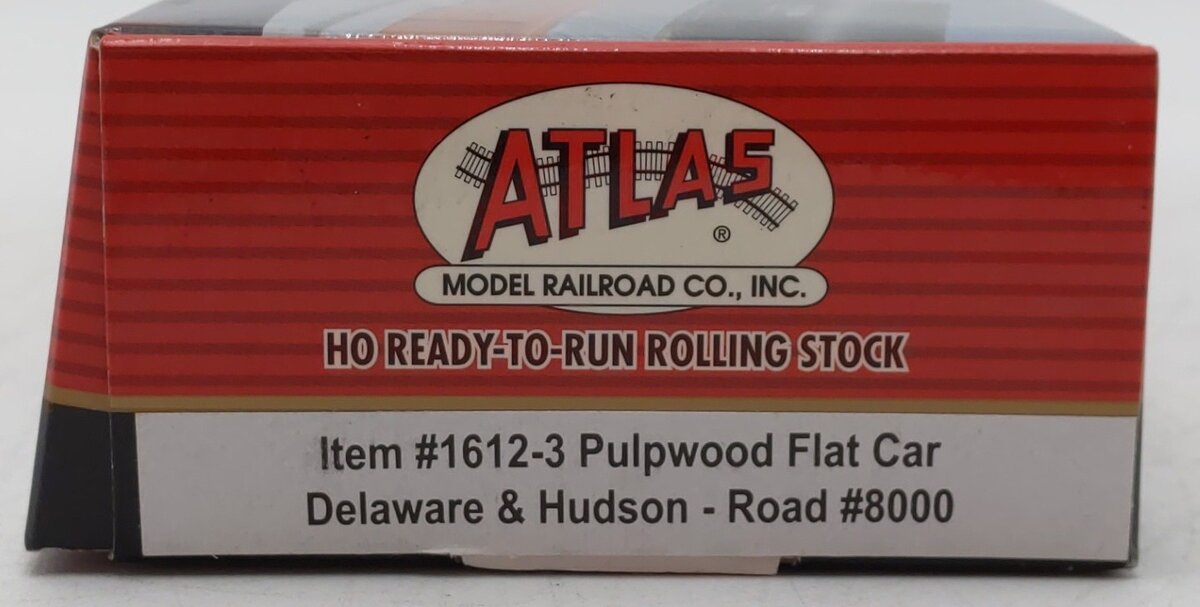 ATLAS
®
MODEL RAILROAD CO., INC.
HO READY-TO-RUN ROLLING STOCK
Item #1612-3 Pulpwood Flat Car
Delaware & Hudson - Road #8000